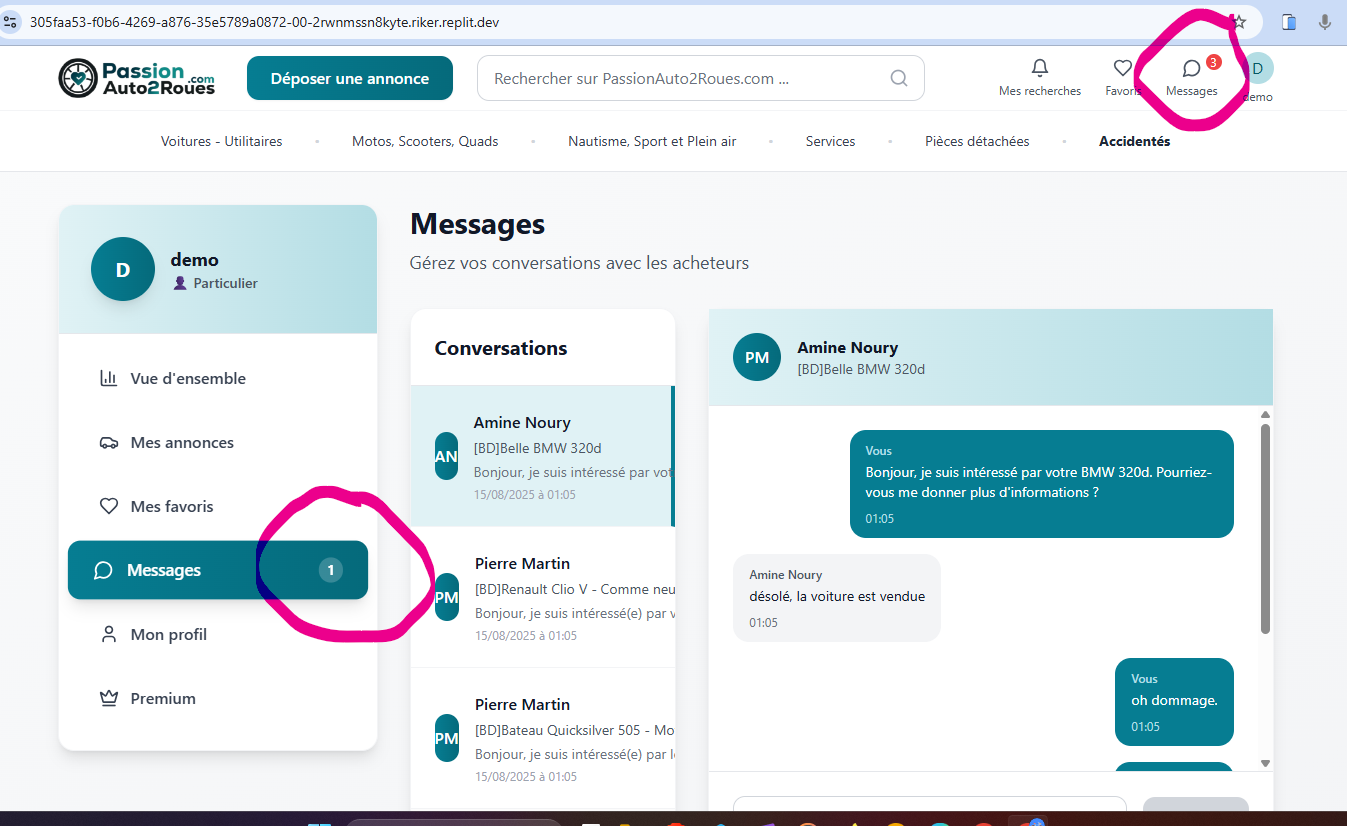 305faa53-f0b6-4269-a876-35e5789a0872-00-2rwnmssn8kyte.riker.replit.dev
Passion
Auto2Roues
.com
Déposer une annonce
Rechercher sur PassionAuto2Roues.com ...
Mes recherches
Favoris
3
Messages
D
demo
Voitures - Utilitaires
Motos, Scooters, Quads
Nautisme, Sport et Plein air
Services
Pièces détachées
Accidentés
D
demo
Particulier
Vue d'ensemble
Mes annonces
Mes favoris
Messages
1
Mon profil
Premium
Messages
Gérez vos conversations avec les acheteurs
Conversations
AN
Amine Noury
[BD]Belle BMW 320d
Bonjour, je suis intéressé par vot
15/08/2025 à 01:05
PM
Pierre Martin
[BD]Renault Clio V - Comme neu
Bonjour, je suis intéressé(e) par v
15/08/2025 à 01:05
PM
Pierre Martin
[BD]Bateau Quicksilver 505 - Mo
Bonjour, je suis intéressé(e) par l
15/08/2025 à 01:05
PM
Amine Noury
[BD]Belle BMW 320d
Vous
Bonjour, je suis intéressé par votre BMW 320d. Pourriez-
vous me donner plus d'informations ?
01:05
Amine Noury
désolé, la voiture est vendue
01:05
Vous
oh dommage.
01:05